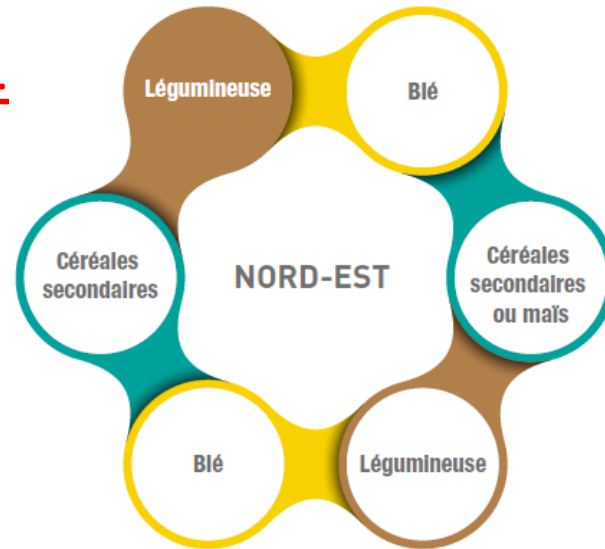 Légumineuse
Blé
Céréales
secondaires
ou maïs
Légumineuse
Blé
Céréales
secondaires
NORD-EST